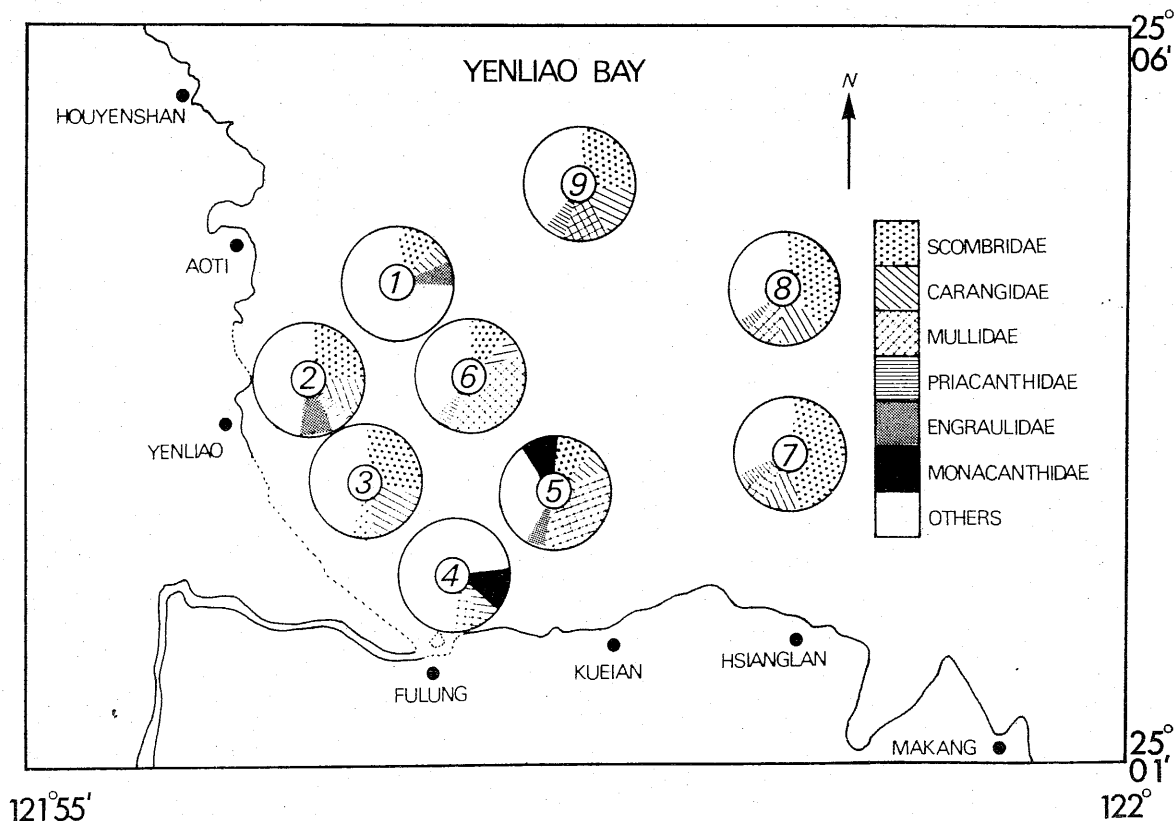 25°
06'
YENLIAO BAY
N
HOUYENSHAN
9
AOTI
1
8
SCOMBRIDAE
CARANGIDAE
MULLIDAE
PRIACANTHIDAE
ENGRAULIDAE
MONACANTHIDAE
OTHERS
2
6
YENLIAO
3
5
7
4
FULUNG
KUEIAN
HSIANGLAN
MAKANG
25°
01'
121°55'
122°